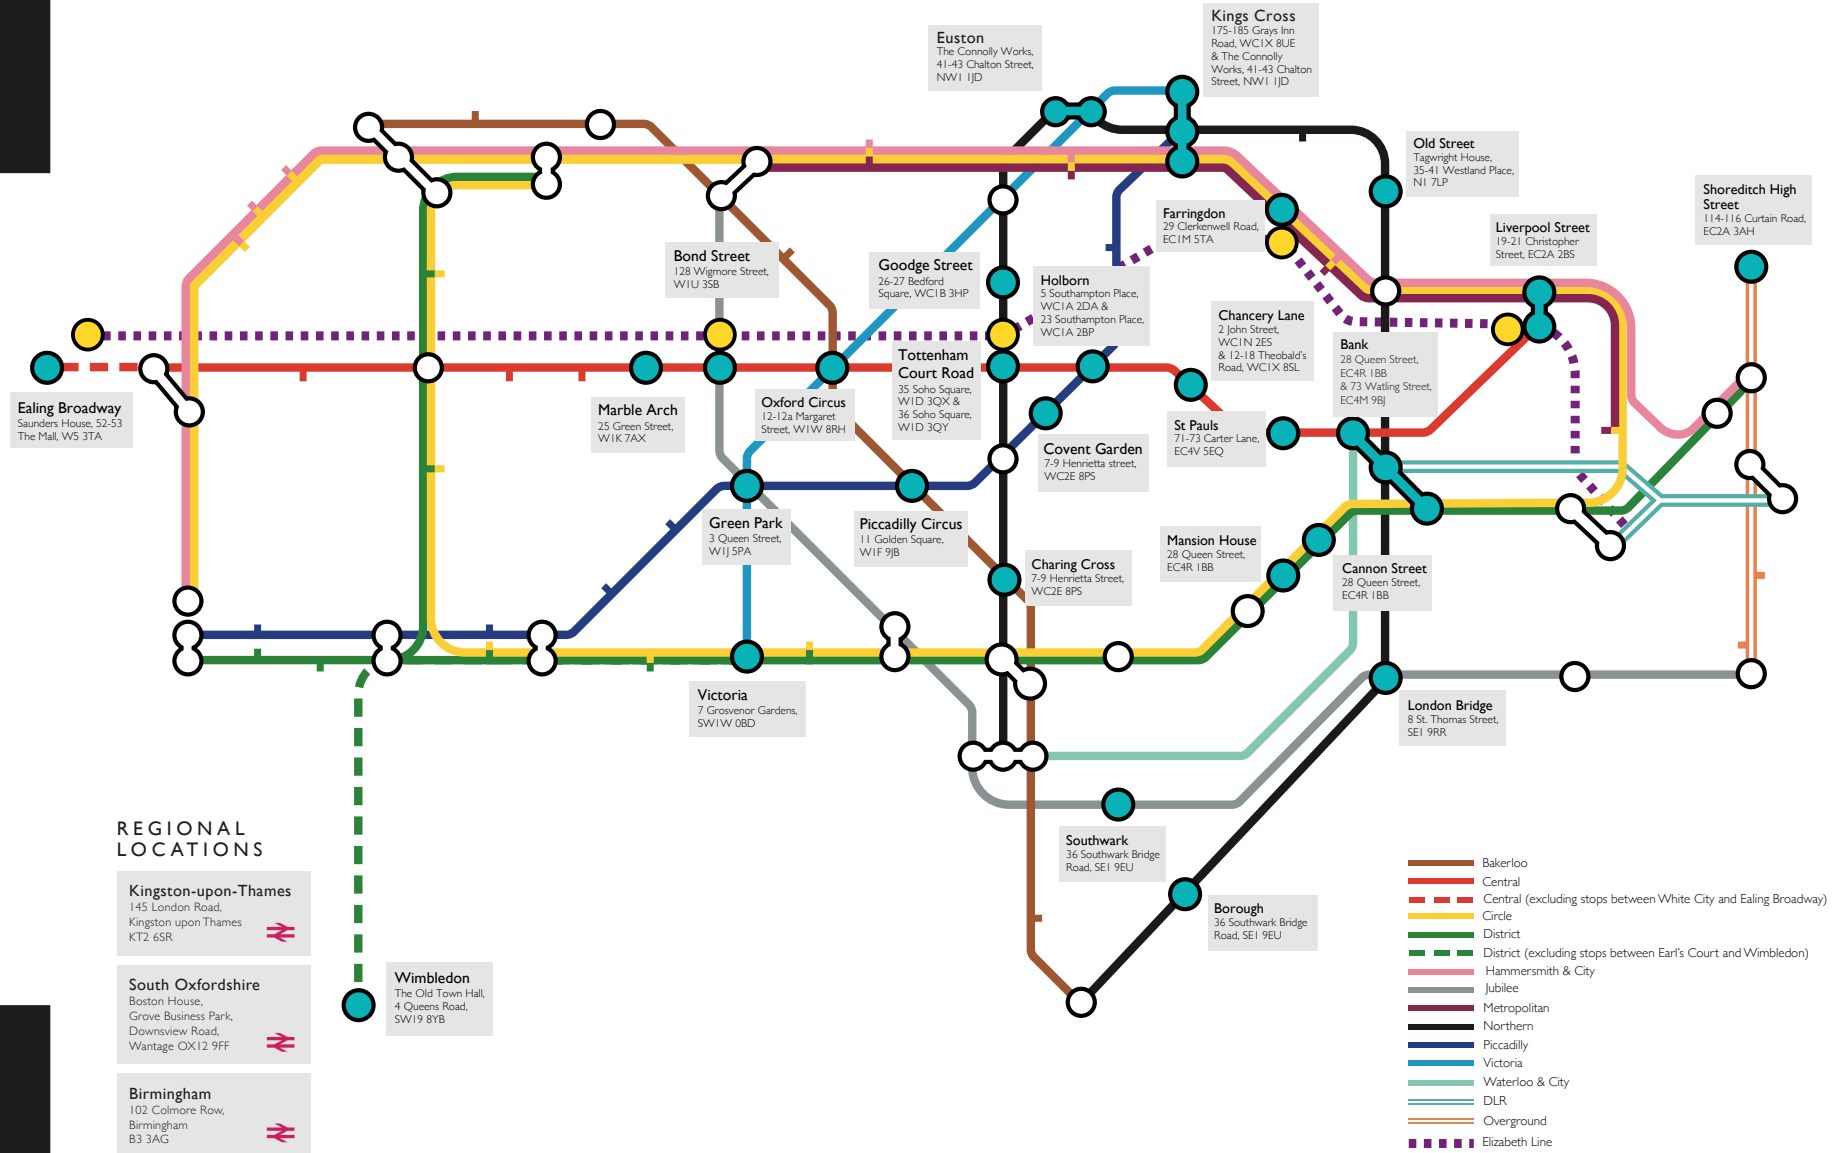 Euston
The Connolly Works,
41-43 Chalton Street,
NW1 1JD
Kings Cross
175-185 Grays Inn
Road, WC1X 8UE
& The Connolly
Works, 41-43 Chalton
Street, NW1 1JD
Old Street
Tagwright House,
35-41 Westland Place,
N1 7LP
Shoreditch High
Street
114-116 Curtain Road,
EC2A 3AH
Farringdon
29 Clerkenwell Road,
EC1M 5TA
Liverpool Street
19-21 Christopher
Street, EC2A 2BS
Bond Street
128 Wigmore Street,
W1U 3SB
Goodge Street
26-27 Bedford
Square, WC1B 3HP
Holborn
5 Southampton Place,
WC1A 2DA &
23 Southampton Place,
WC1A 2BP
Chancery Lane
2 John Street,
WC1N 2ES
& 12-18 Theobald's
Road, WC1X 8SL
Bank
28 Queen Street,
EC4R 1BB
& 73 Watling Street,
EC4M 9BJ
Tottenham
Court Road
35 Soho Square,
W1D 3QX &
36 Soho Square,
W1D 3QY
Ealing Broadway
Saunders House, 52-53
The Mall, W5 3TA
Marble Arch
25 Green Street,
W1K 7AX
Oxford Circus
12-12a Margaret
Street, W1W 8RH
St Pauls
71-73 Carter Lane,
EC4V 5EQ
Covent Garden
7-9 Henrietta street,
WC2E 8PS
Green Park
3 Queen Street,
W1J 5PA
Piccadilly Circus
11 Golden Square,
W1F 9JB
Mansion House
28 Queen Street,
EC4R 1BB
Charing Cross
7-9 Henrietta Street,
WC2E 8PS
Cannon Street
28 Queen Street,
EC4R 1BB
Victoria
7 Grosvenor Gardens,
SW1W 0BD
London Bridge
8 St. Thomas Street,
SE1 9RR
Southwark
36 Southwark Bridge
Road, SE1 9EU
Borough
36 Southwark Bridge
Road, SE1 9EU
Wimbledon
The Old Town Hall,
4 Queens Road,
SW19 8YB
REGIONAL
LOCATIONS
Kingston-upon-Thames
145 London Road,
Kingston upon Thames
KT2 6SR
South Oxfordshire
Boston House,
Grove Business Park,
Downsview Road,
Wantage OX12 9FF
Birmingham
102 Colmore Row,
Birmingham
B3 3AG
Bakerloo
Central
Central (excluding stops between White City and Ealing Broadway)
Circle
District
District (excluding stops between Earl's Court and Wimbledon)
Hammersmith & City
Jubilee
Metropolitan
Northern
Piccadilly
Victoria
Waterloo & City
DLR
Overground
Elizabeth Line